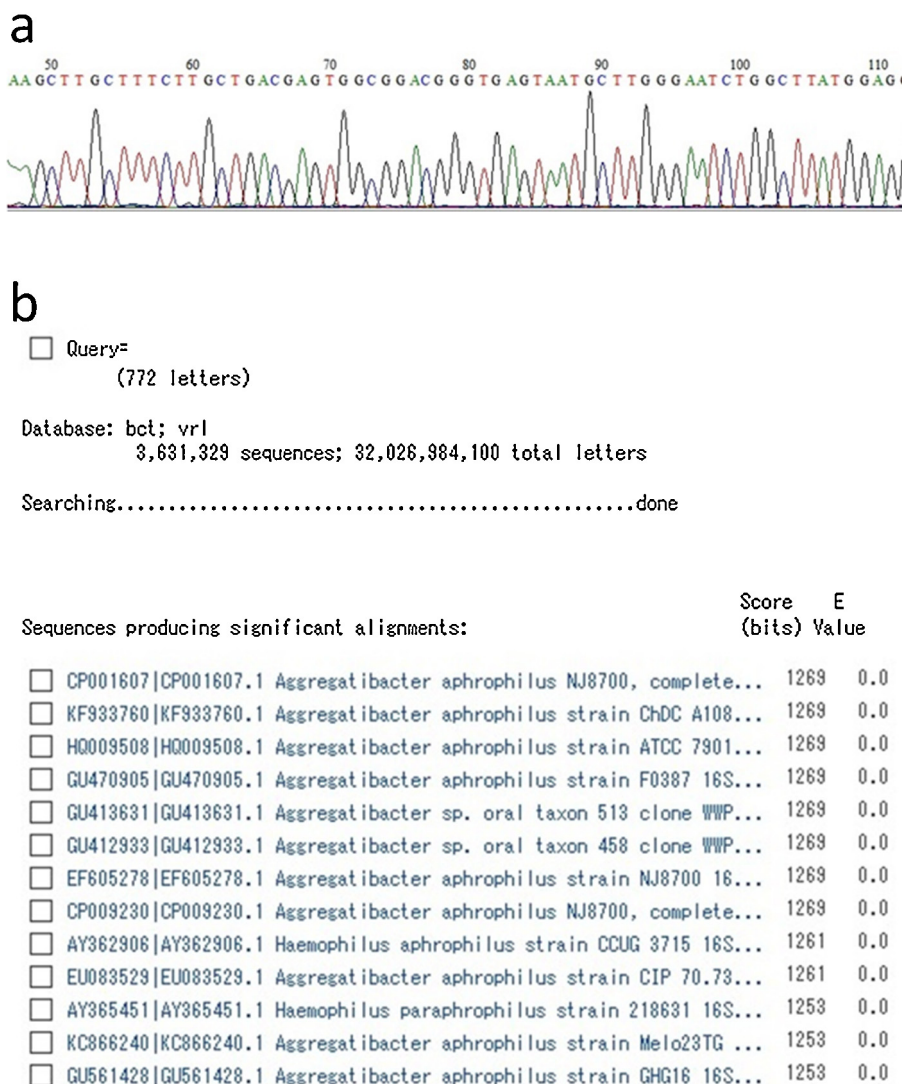 a
50 60 70 80 90 100 110
AAGCTTGCTTTCTTGCTGACGAGTGGCGGACGGGTGAGTAATGCTTGGGAATCTGGCTTATGGAGG
b
Query=
(772 letters)
Database: bct; vrl
3,631,329 sequences; 32,026,984,100 total letters
Searching..................................................done
Score E
Sequences producing significant alignments: (bits) Value
CP001607|CP001607.1 Aggregatibacter aphrophilus NJ8700, complete... 1269 0.0
KF933760|KF933760.1 Aggregatibacter aphrophilus strain ChDC A108... 1269 0.0
HQ009508|HQ009508.1 Aggregatibacter aphrophilus strain ATCC 7901... 1269 0.0
GU470905|GU470905.1 Aggregatibacter aphrophilus strain F0387 16S... 1269 0.0
GU413631|GU413631.1 Aggregatibacter sp. oral taxon 513 clone WWP... 1269 0.0
GU412933|GU412933.1 Aggregatibacter sp. oral taxon 458 clone WWP... 1269 0.0
EF605278|EF605278.1 Aggregatibacter aphrophilus strain NJ8700 16... 1269 0.0
CP009230|CP009230.1 Aggregatibacter aphrophilus NJ8700, complete... 1269 0.0
AY362906|AY362906.1 Haemophilus aphrophilus strain CCUG 3715 16S... 1261 0.0
EU083529|EU083529.1 Aggregatibacter aphrophilus strain CIP 70.73... 1261 0.0
AY365451|AY365451.1 Haemophilus paraphrophilus strain 218631 16S... 1253 0.0
KC866240|KC866240.1 Aggregatibacter aphrophilus strain Melo23TG ... 1253 0.0
GU561428|GU561428.1 Aggregatibacter aphrophilus strain GHG16 16S... 1253 0.0